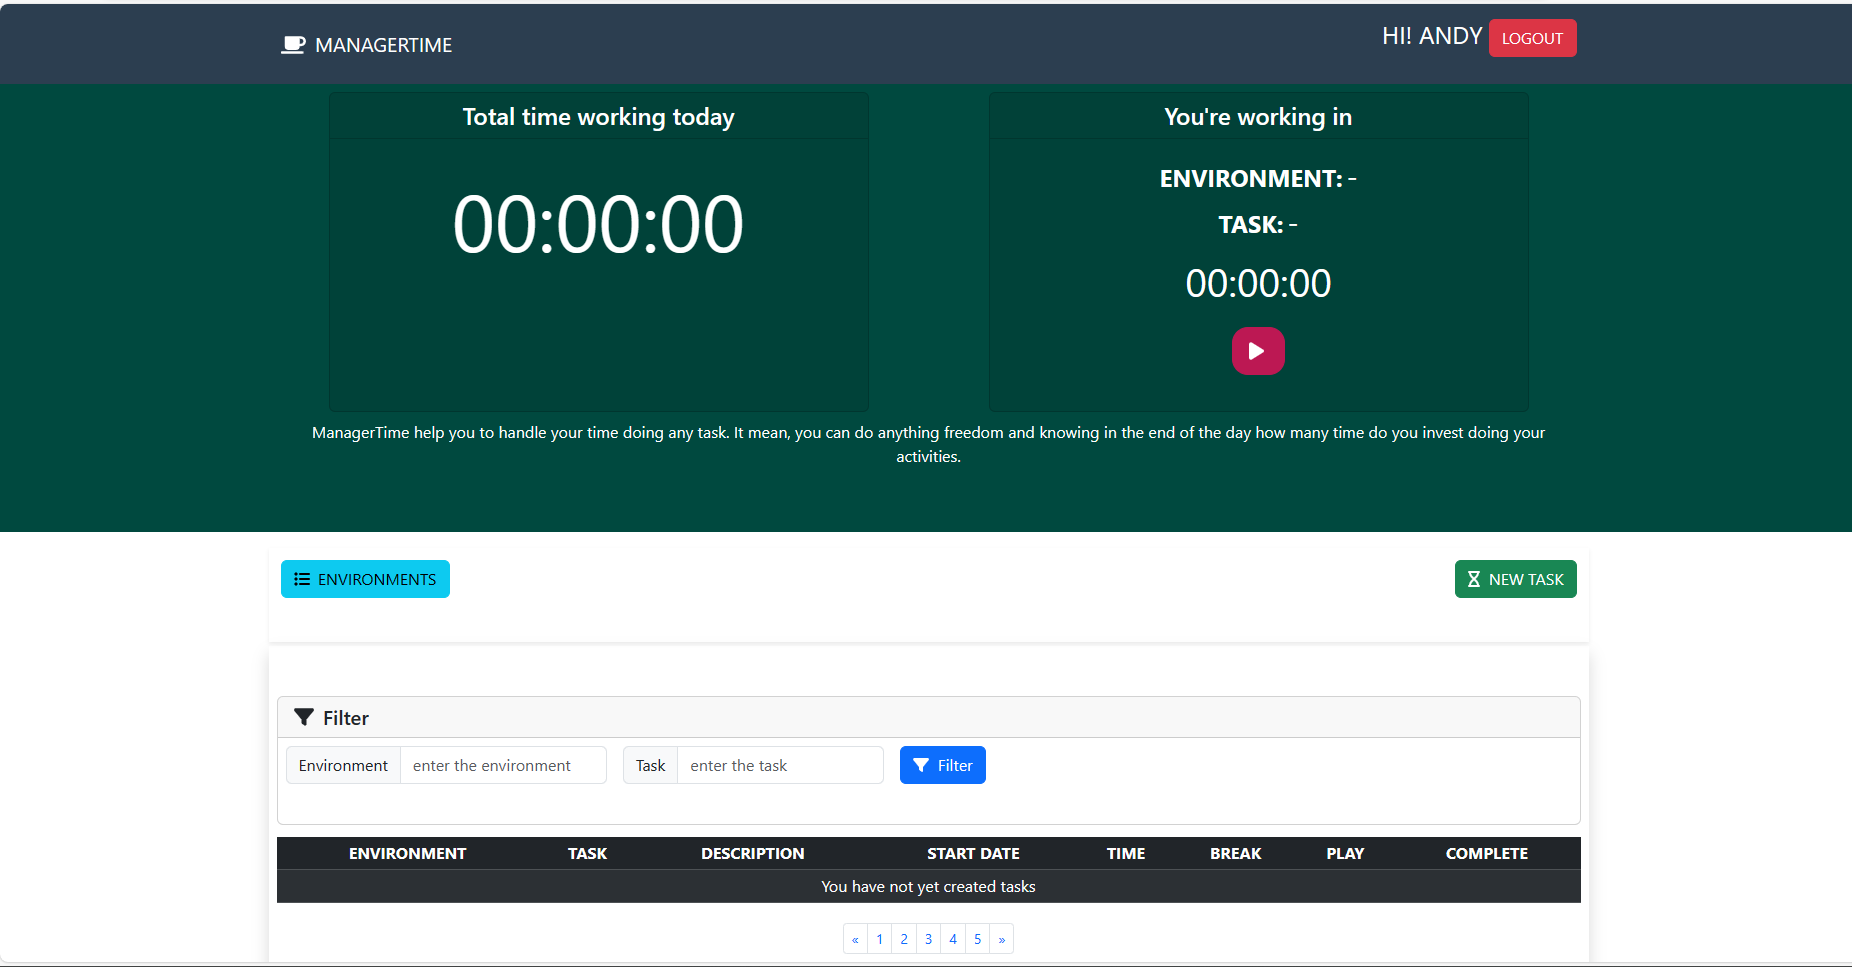 MANAGERTIME
HI! ANDY LOGOUT
Total time working today
00:00:00
You're working in
ENVIRONMENT: -
TASK: -
00:00:00
ManagerTime help you to handle your time doing any task. It mean, you can do anything freedom and knowing in the end of the day how many time do you invest doing your
activities.
ENVIRONMENTS
NEW TASK
Filter
Environment enter the environment Task enter the task Filter
ENVIRONMENT TASK DESCRIPTION START DATE TIME BREAK PLAY COMPLETE
You have not yet created tasks
« 1 2 3 4 5 »